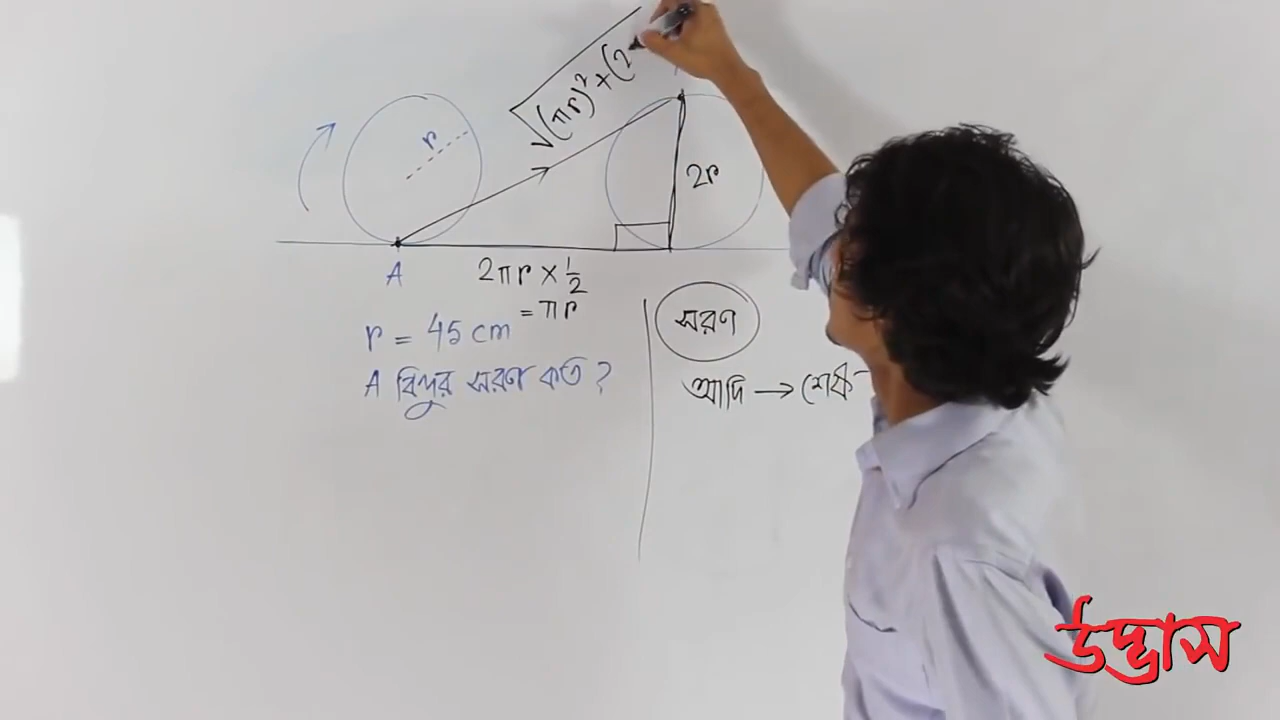 √(πr)² + (2
r
2r
A
2πr × 1/2
= πr
r = 45 cm
A বিন্দুর সরণ কত ?
সরণ
আদি → শেষ
উদ্ভাস